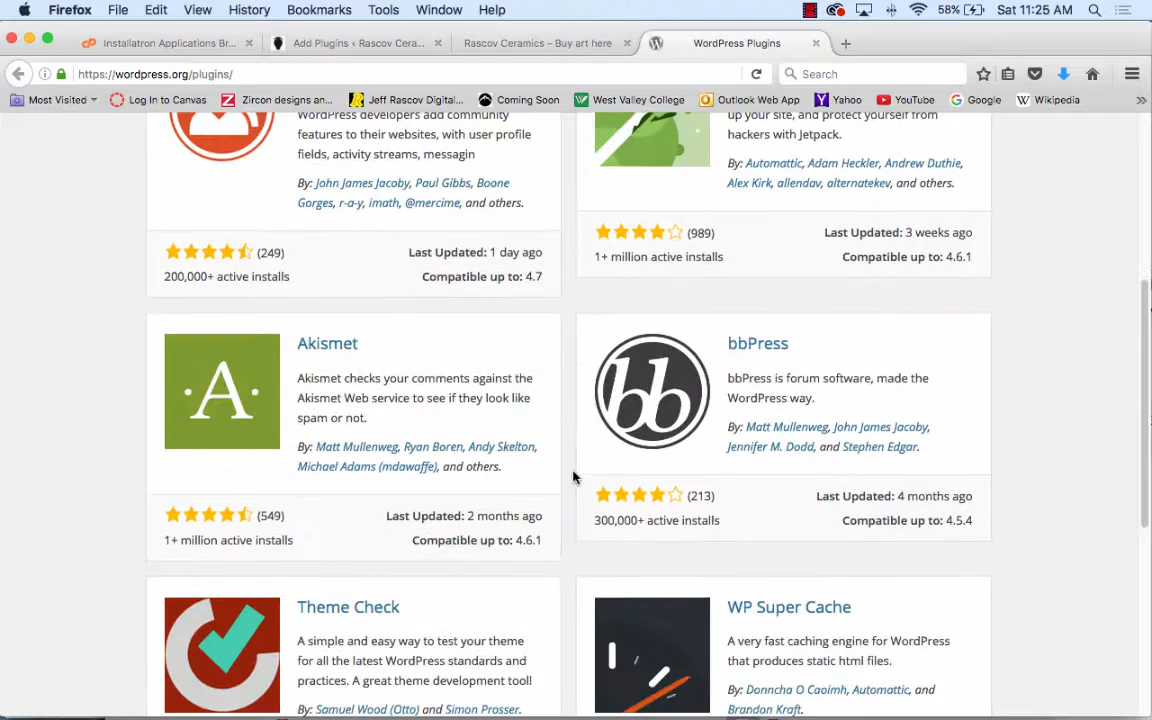 Firefox File Edit View History Bookmarks Tools Window Help 58% Sat 11:25 AM
Installatron Applications Br... Add Plugins ‹ Rascov Cera... Rascov Ceramics – Buy art here WordPress Plugins
https://wordpress.org/plugins/ Search
Most Visited Log In to Canvas Zircon designs an... Jeff Rascov Digital... Coming Soon West Valley College Outlook Web App Yahoo YouTube Google Wikipedia
WordPress developers add community
features to their websites, with user profile
fields, activity streams, messagin
By: John James Jacoby, Paul Gibbs, Boone
Gorges, r-a-y, imath, @mercime, and others.
(249) Last Updated: 1 day ago
200,000+ active installs Compatible up to: 4.7
up your site, and protect yourself from
hackers with Jetpack.
By: Automattic, Adam Heckler, Andrew Duthie,
Alex Kirk, allendav, alternatekev, and others.
(989) Last Updated: 3 weeks ago
1+ million active installs Compatible up to: 4.6.1
A
Akismet
Akismet checks your comments against the
Akismet Web service to see if they look like
spam or not.
By: Matt Mullenweg, Ryan Boren, Andy Skelton,
Michael Adams (mdawaffe), and others.
(549) Last Updated: 2 months ago
1+ million active installs Compatible up to: 4.6.1
bb
bbPress
bbPress is forum software, made the
WordPress way.
By: Matt Mullenweg, John James Jacoby,
Jennifer M. Dodd, and Stephen Edgar.
(213) Last Updated: 4 months ago
300,000+ active installs Compatible up to: 4.5.4
Theme Check
A simple and easy way to test your theme
for all the latest WordPress standards and
practices. A great theme development tool!
By: Samuel Wood (Otto) and Simon Prosser.
WP Super Cache
A very fast caching engine for WordPress
that produces static html files.
By: Donncha O Caoimh, Automattic, and
Brandon Kraft.